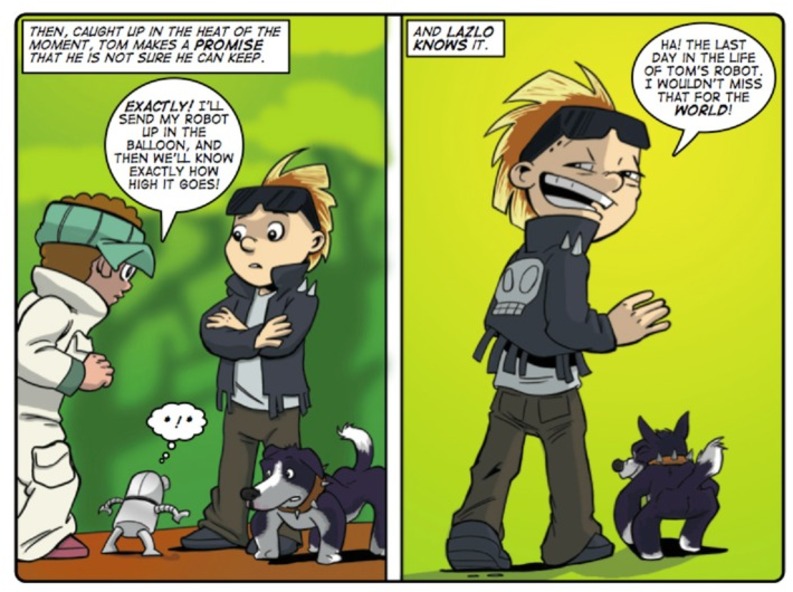 THEN, CAUGHT UP IN THE HEAT OF THE
MOMENT, TOM MAKES A PROMISE
THAT HE IS NOT SURE HE CAN KEEP.
EXACTLY! I'LL
SEND MY ROBOT
UP IN THE
BALLOON, AND
THEN WE'LL KNOW
EXACTLY HOW
HIGH IT GOES!
!
AND LAZLO
KNOWS IT.
HA! THE LAST
DAY IN THE LIFE
OF TOM'S ROBOT.
I WOULDN'T MISS
THAT FOR THE
WORLD!